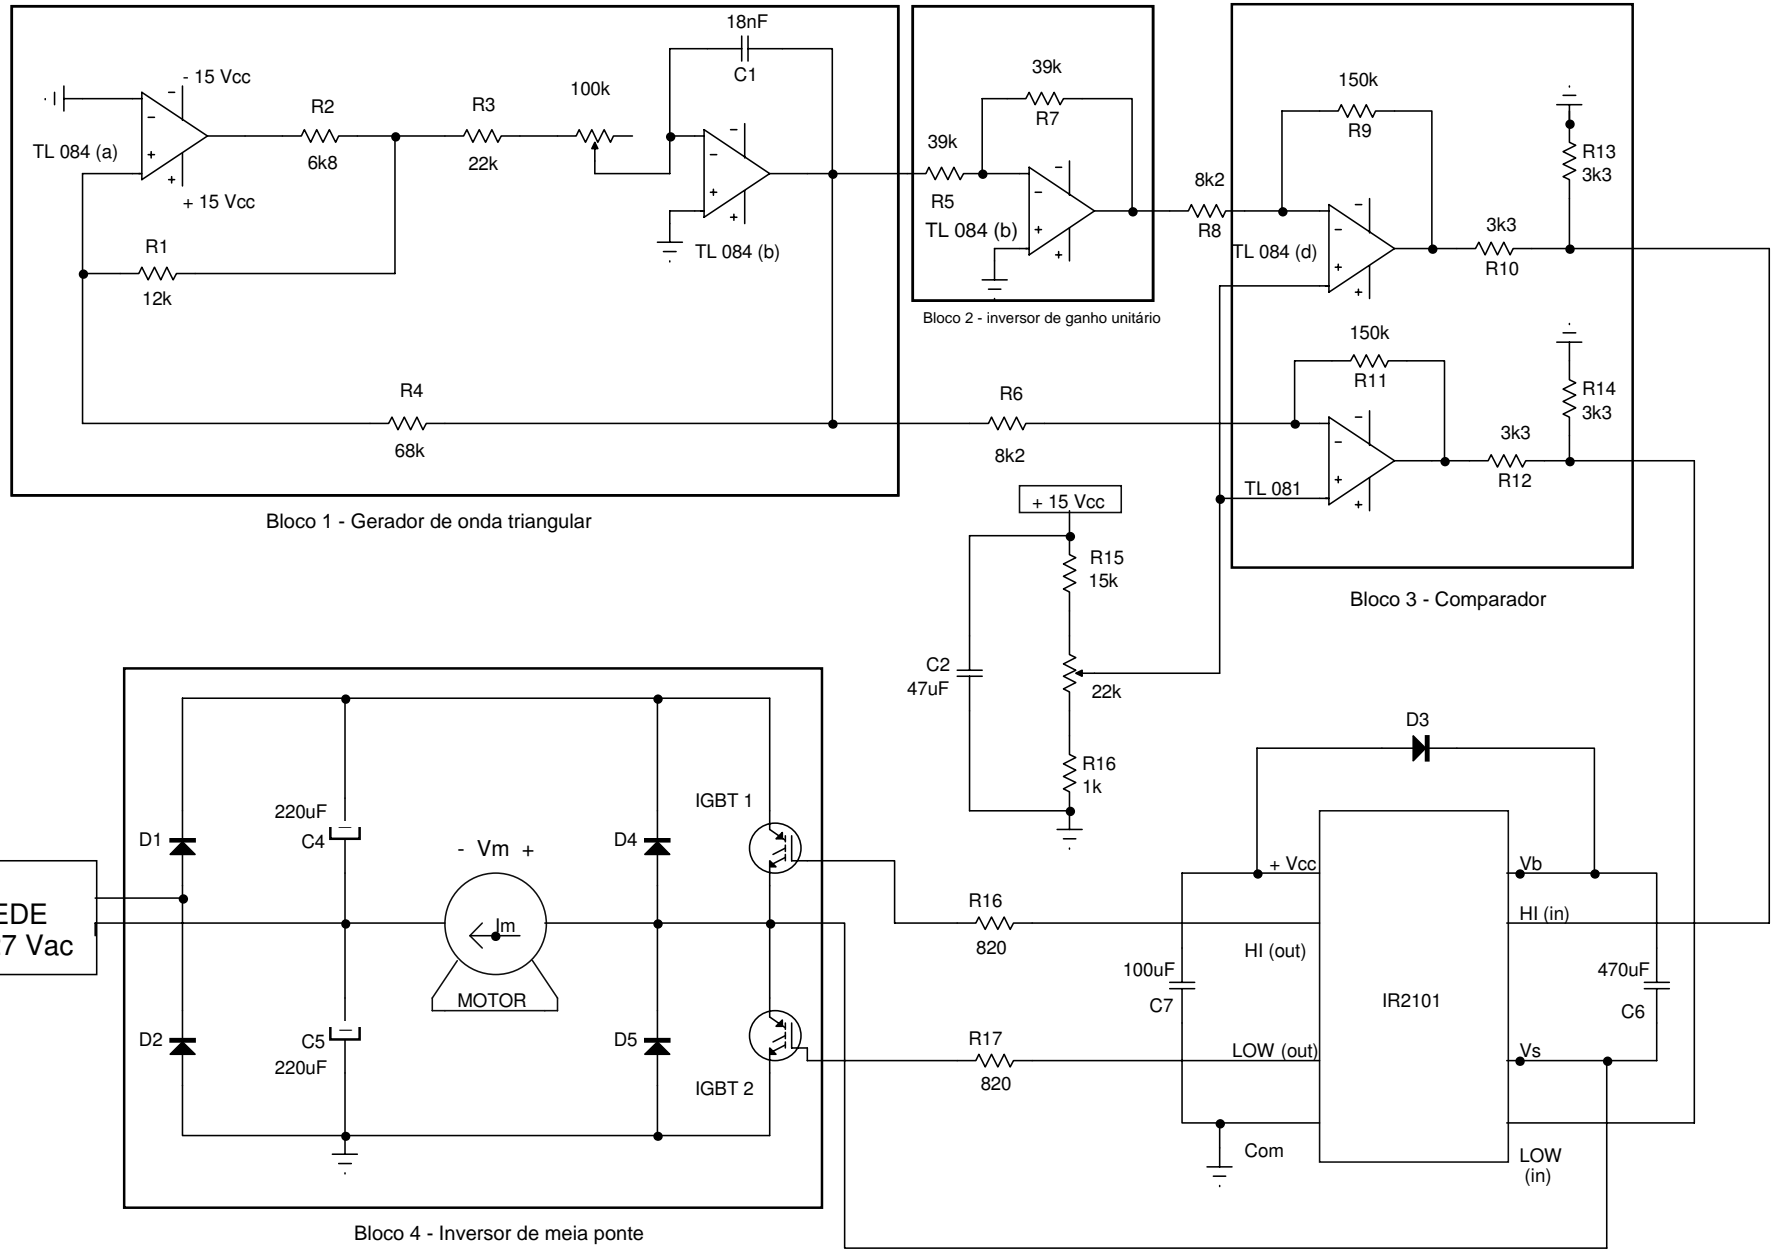 18nF
C1
- 15 Vcc
−
−
+
+
TL 084 (a)
+ 15 Vcc
R2
6k8
R3
22k
100k
−
−
+
+
TL 084 (b)
R1
12k
R4
68k
Bloco 1 - Gerador de onda triangular
39k
R7
39k
R5
−
−
+
+
TL 084 (b)
Bloco 2 - inversor de ganho unitário
8k2
R8
R6
8k2
150k
R9
−
−
+
+
TL 084 (d)
3k3
R10
R13
3k3
150k
R11
−
−
+
+
TL 081
3k3
R12
R14
3k3
Bloco 3 - Comparador
+ 15 Vcc
R15
15k
C2
47uF
22k
R16
1k
D1
D2
220uF
C4
C5
220uF
- Vm +
Im
MOTOR
D4
D5
IGBT 1
IGBT 2
EDE
7 Vac
Bloco 4 - Inversor de meia ponte
R16
820
R17
820
D3
+ Vcc
HI (out)
LOW (out)
Com
100uF
C7
IR2101
Vb
HI (in)
Vs
LOW
(in)
470uF
C6